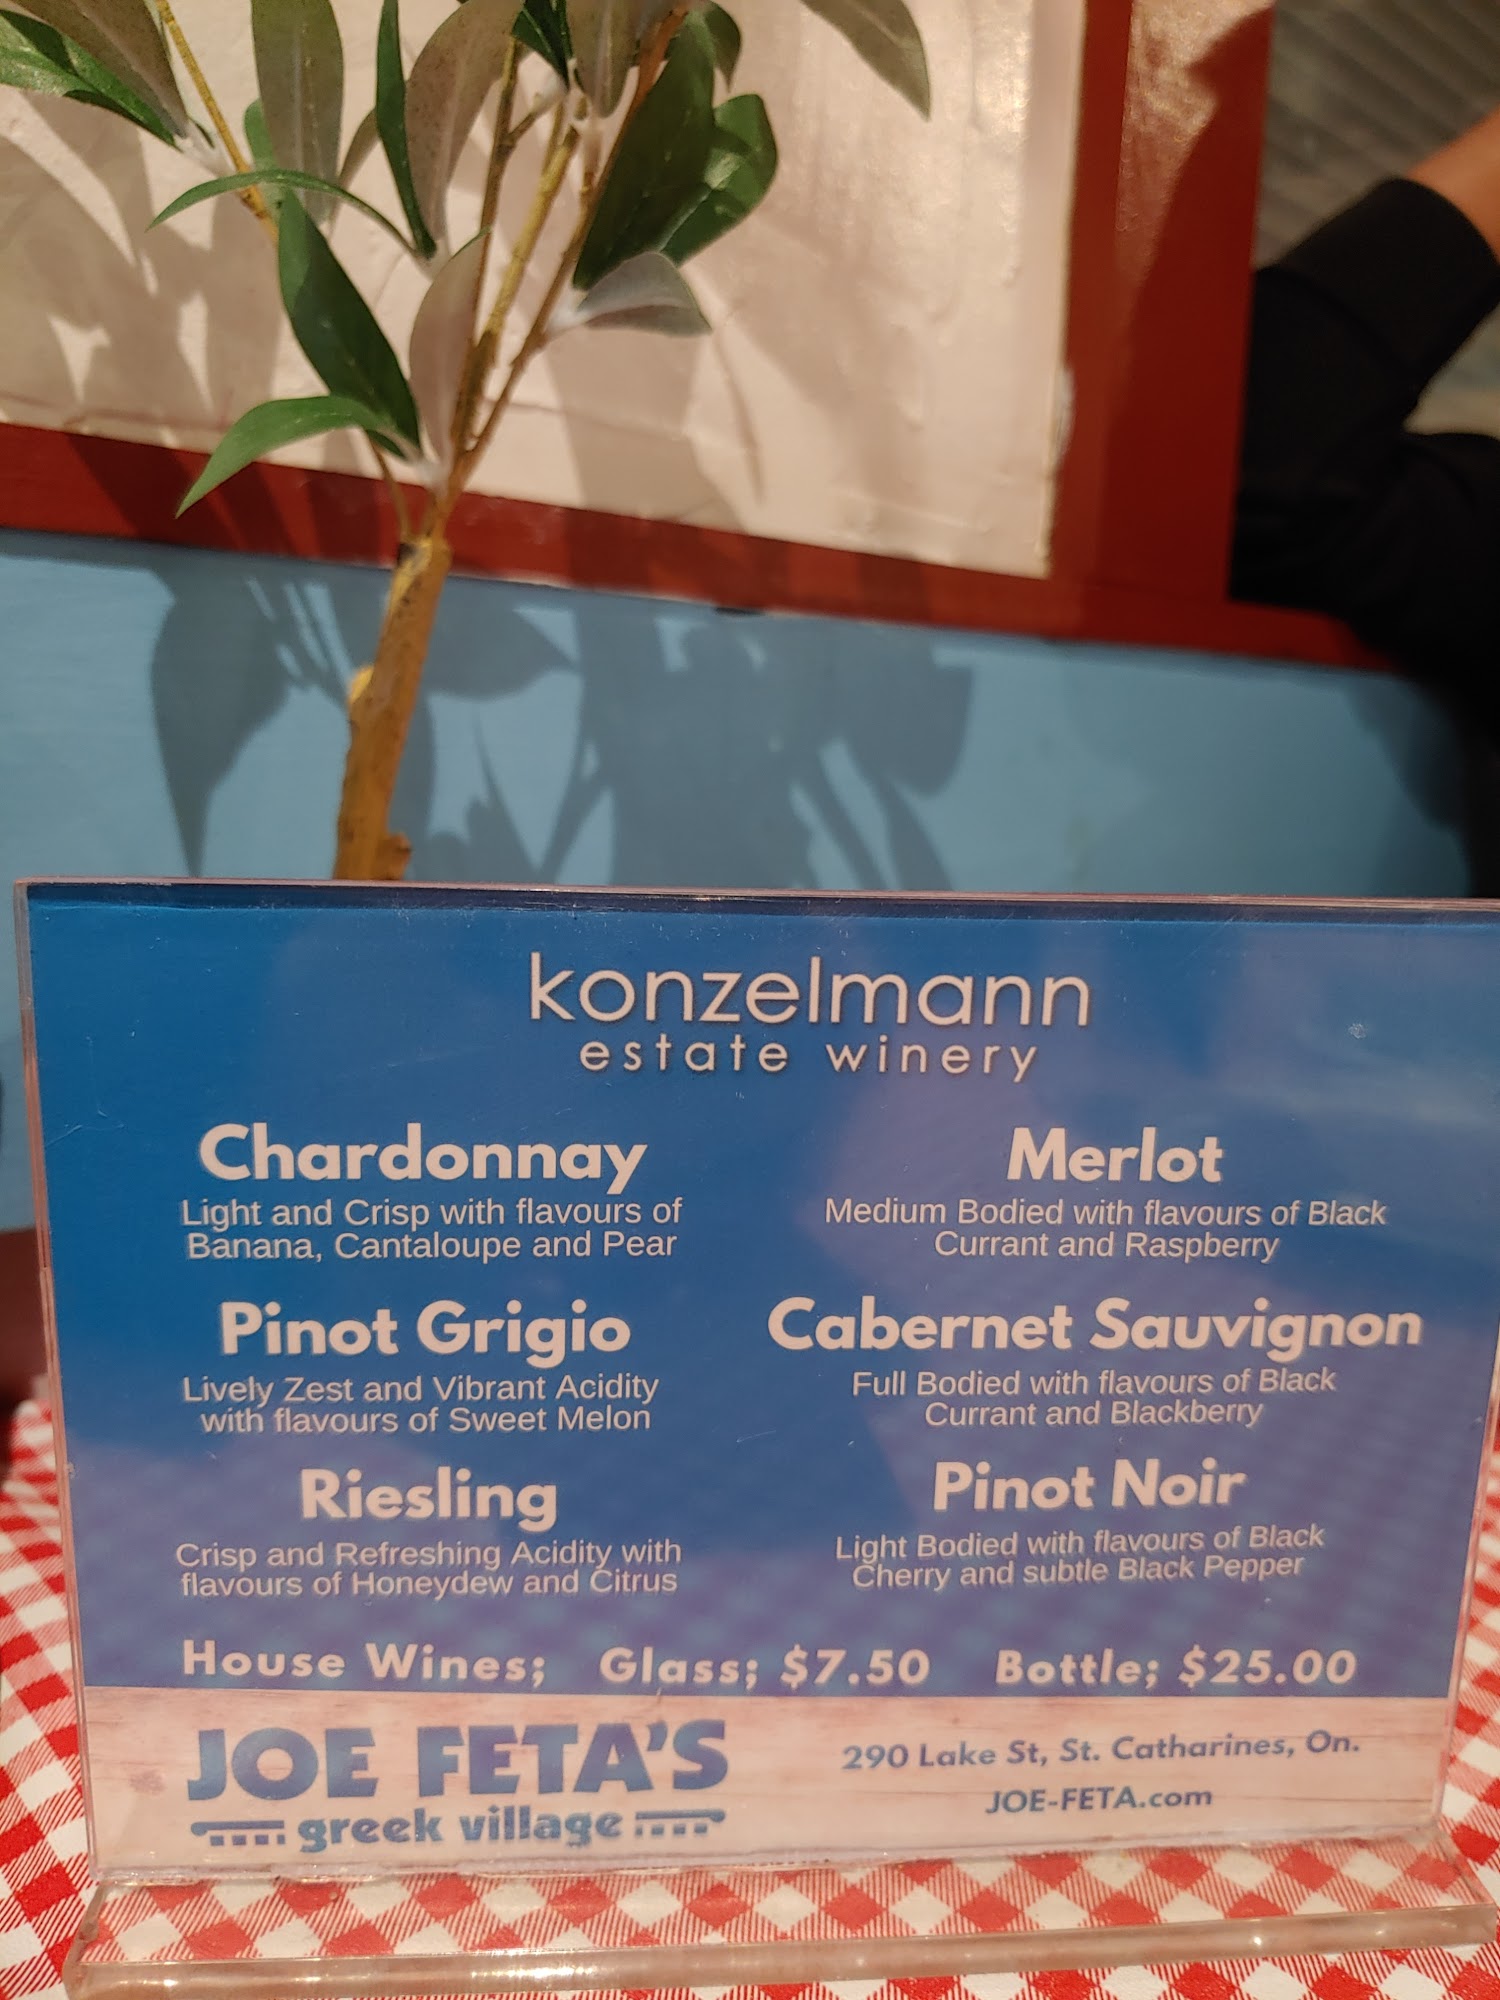 konzelmann
estate winery
Chardonnay
Light and Crisp with flavours of
Banana, Cantaloupe and Pear
Pinot Grigio
Lively Zest and Vibrant Acidity
with flavours of Sweet Melon
Riesling
Crisp and Refreshing Acidity with
flavours of Honeydew and Citrus
Merlot
Medium Bodied with flavours of Black
Currant and Raspberry
Cabernet Sauvignon
Full Bodied with flavours of Black
Currant and Blackberry
Pinot Noir
Light Bodied with flavours of Black
Cherry and subtle Black Pepper
House Wines; Glass; $7.50 Bottle; $25.00
JOE FETA'S
greek village
290 Lake St, St. Catharines, On.
JOE-FETA.com